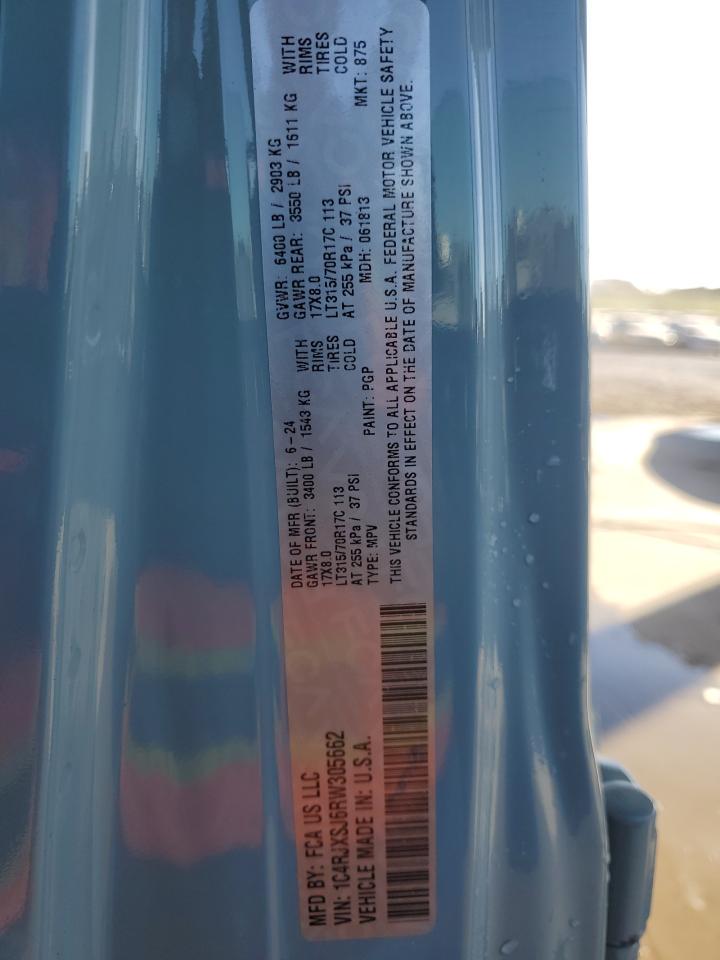 MFD BY: FCA US LLC
VIN: 1C4RJXSJ6RW305662
VEHICLE MADE IN: U.S.A.
DATE OF MFR (BUILT): 6-24
GAWR FRONT: 3400 LB / 1543 KG WITH
17X8.0 RIMS
LT315/70R17C 113 TIRES
AT 255 kPa / 37 PSI COLD
TYPE: MPV PAINT: PGP
GVWR: 6400 LB / 2903 KG
GAWR REAR: 3550 LB / 1611 KG WITH
17X8.0 RIMS
LT315/70R17C 113 TIRES
AT 255 kPa / 37 PSI COLD
MDH: 061813 MKT: 875
THIS VEHICLE CONFORMS TO ALL APPLICABLE U.S.A. FEDERAL MOTOR VEHICLE SAFETY
STANDARDS IN EFFECT ON THE DATE OF MANUFACTURE SHOWN ABOVE.